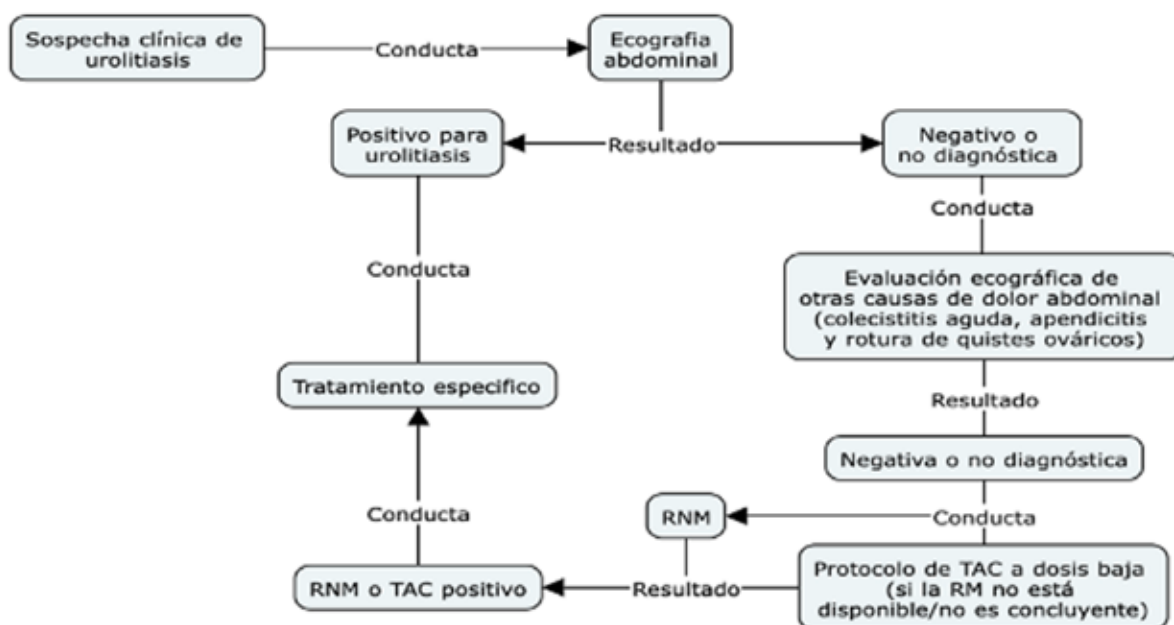 Sospecha clínica de
urolitiasis
Conducta
Ecografia
abdominal
Positivo para
urolitiasis
Resultado
Negativo o
no diagnóstica
Conducta
Conducta
Evaluación ecográfica de
otras causas de dolor abdominal
(colecistitis aguda, apendicitis
y rotura de quistes ováricos)
Tratamiento especifico
Resultado
Negativa o no diagnóstica
Conducta
RNM
Conducta
RNM o TAC positivo
Resultado
Protocolo de TAC a dosis baja
(si la RM no está
disponible/no es concluyente)